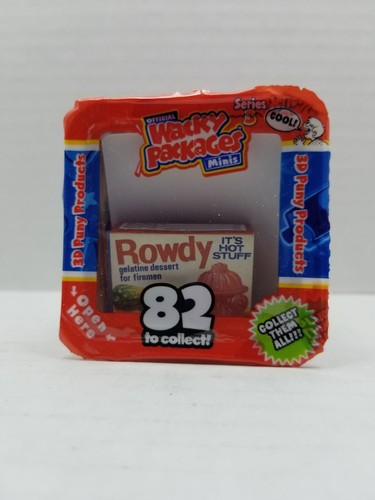 Series 3
COOL!
OFFICIAL
Wacky
Packages
Minis
3D Puny Products
3D Puny Products
Rowdy
IT'S
HOT
STUFF
gelatine dessert
for firemen
82
to collect!
Open
Here
COLLECT
THEM
ALL!!!